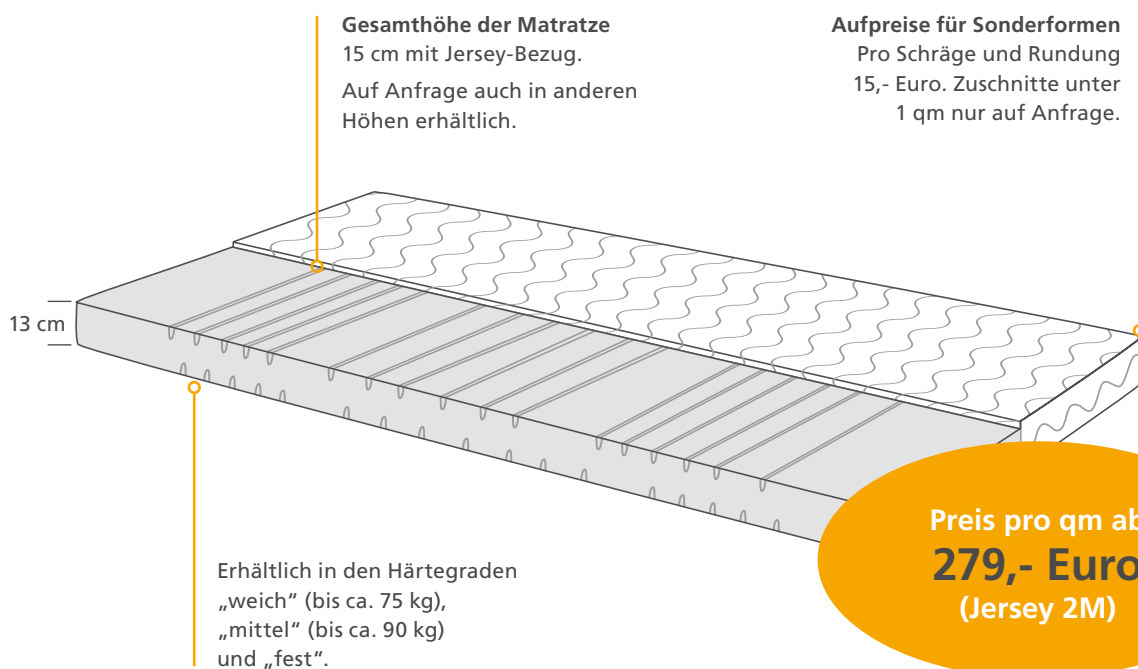 Gesamthöhe der Matratze
15 cm mit Jersey-Bezug.
Auf Anfrage auch in anderen
Höhen erhältlich.
Aufpreise für Sonderformen
Pro Schräge und Rundung
15,- Euro. Zuschnitte unter
1 qm nur auf Anfrage.
13 cm
Erhältlich in den Härtegraden
„weich“ (bis ca. 75 kg),
„mittel“ (bis ca. 90 kg)
und „fest“.
Preis pro qm ab
279,- Euro
(Jersey 2M)